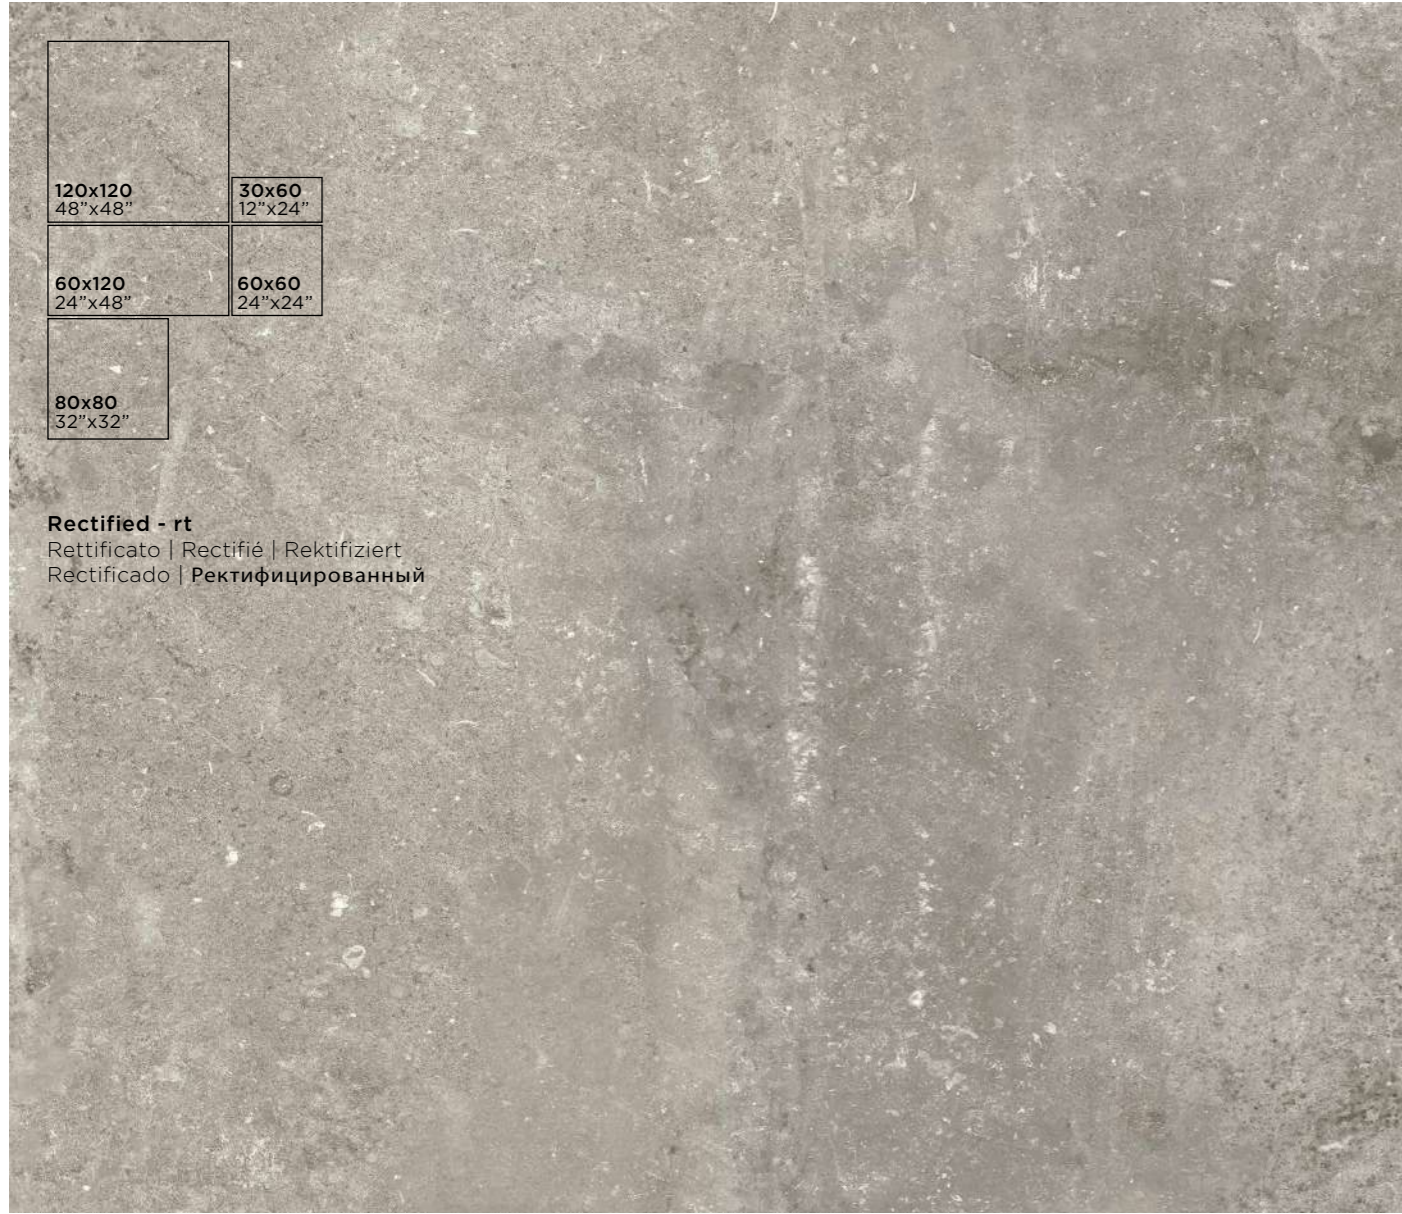 120x120
48”x48”
30x60
12”x24”
60x120
24”x48”
60x60
24”x24”
80x80
32”x32”
Rectified - rt
Rettificato | Rectifié | Rektifiziert
Rectificado | Ректифицированный